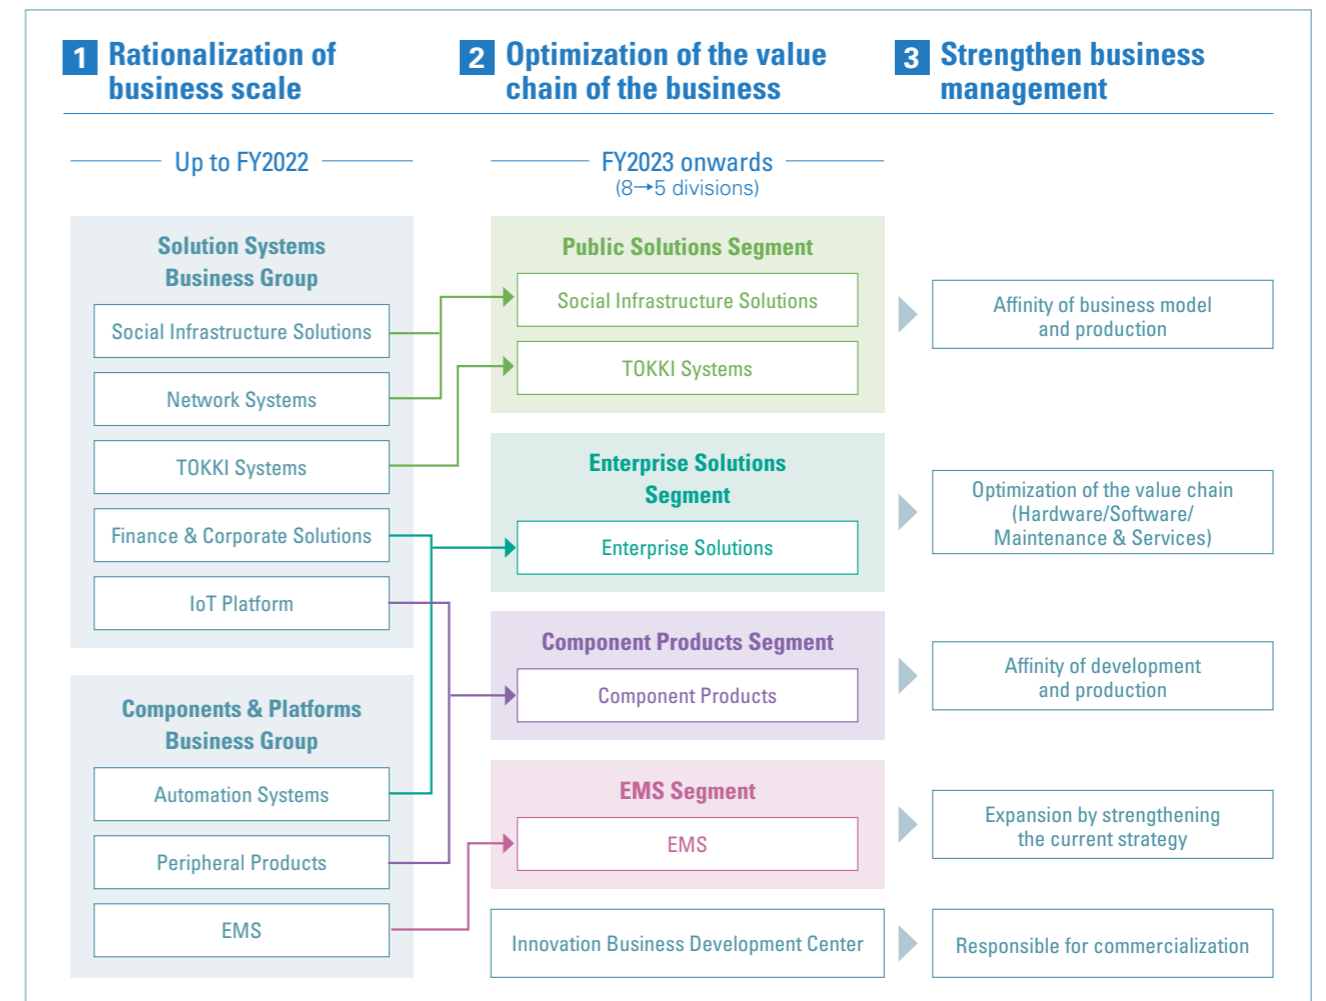 1 Rationalization of
business scale
2 Optimization of the value
chain of the business
3 Strengthen business
management
Up to FY2022
Solution Systems
Business Group
Social Infrastructure Solutions
Network Systems
TOKKI Systems
Finance & Corporate Solutions
IoT Platform
Components & Platforms
Business Group
Automation Systems
Peripheral Products
EMS
FY2023 onwards
(8→5 divisions)
Public Solutions Segment
Social Infrastructure Solutions
TOKKI Systems
Enterprise Solutions
Segment
Enterprise Solutions
Component Products Segment
Component Products
EMS Segment
EMS
Innovation Business Development Center
Affinity of business model
and production
Optimization of the value chain
(Hardware/Software/
Maintenance & Services)
Affinity of development
and production
Expansion by strengthening
the current strategy
Responsible for commercialization